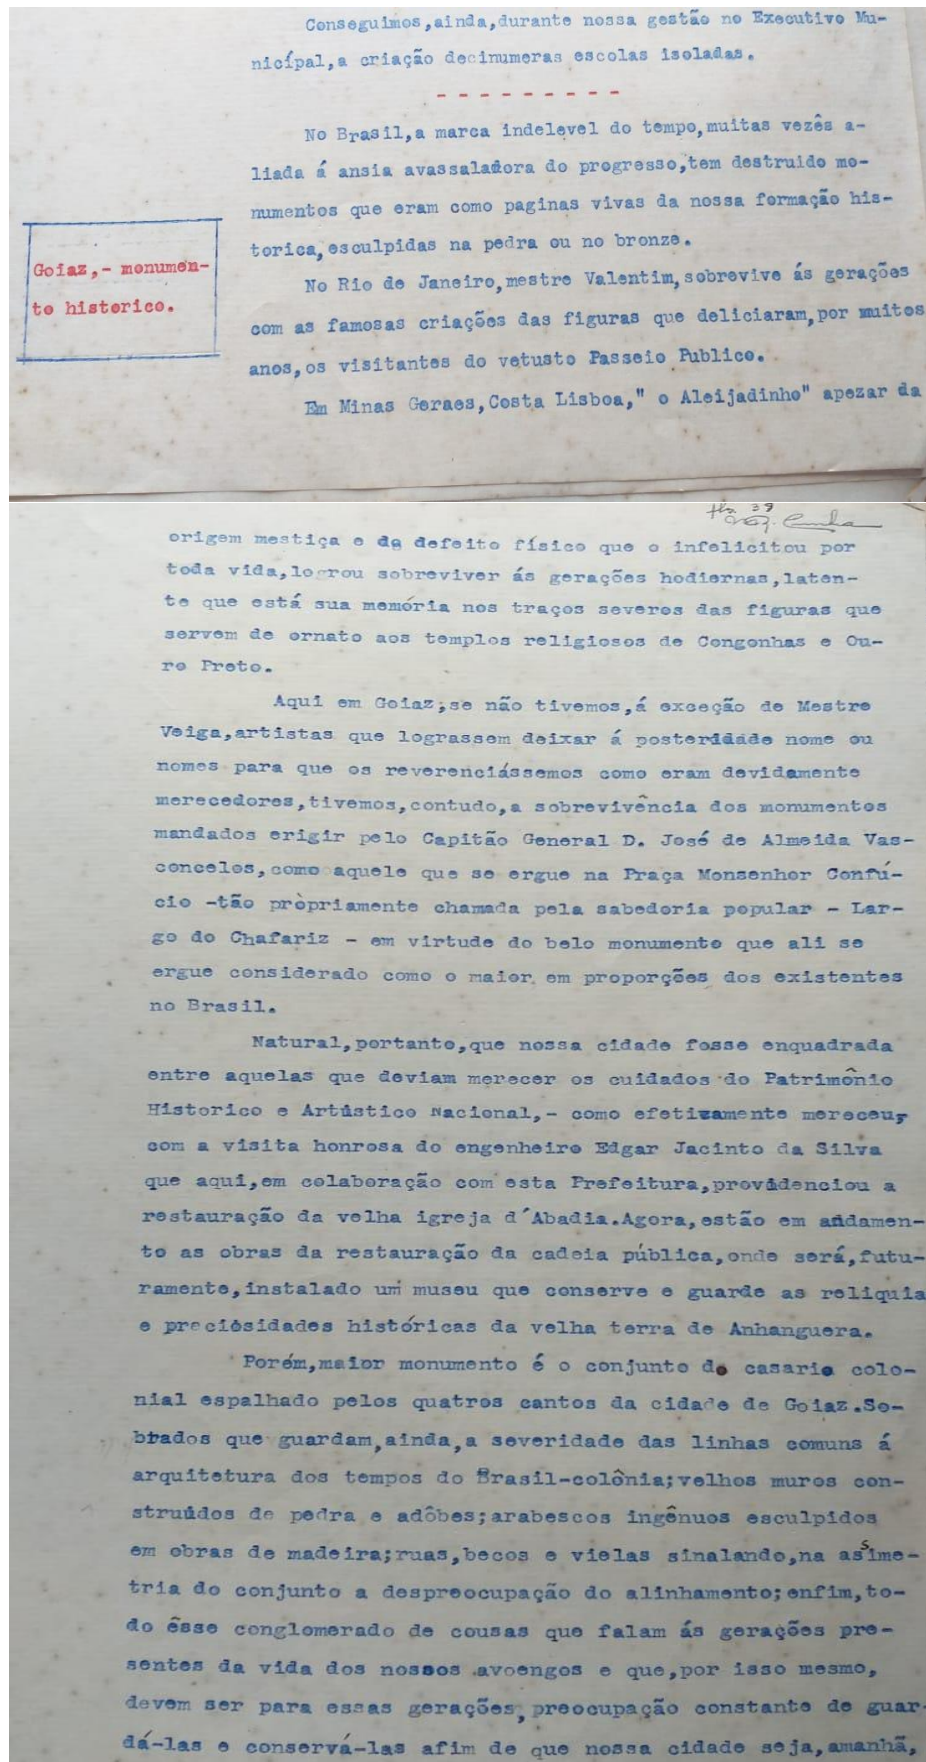 Conseguimos,ainda,durante nossa gestão no Executivo Mu-
nicípal,a criação decinumeras escolas isoladas.
- - - - - - - - -
No Brasil,a marca indelevel do tempo,muitas vezês a-
liada á ansia avassaladora do progresso,tem destruido mo-
numentos que eram como paginas vivas da nossa formação his-
torica,esculpidas na pedra ou no bronze.
Goiaz,- monumen-
to historico.
No Rio de Janeiro,mestre Valentim,sobrevive ás gerações
com as famosas criações das figuras que deliciaram,por muitos
anos,os visitantes do vetusto Passeio Publico.
Em Minas Geraes,Costa Lisboa," o Aleijadinho" apezar da
39
Cunha
origem mestiça e do defeito físico que o infelicitou por
toda vida,logrou sobreviver ás gerações hodiernas,laten-
te que está sua memória nos traços severos das figuras que
servem de ornato aos templos religiosos de Congonhas e Ou-
ro Preto.
Aqui em Goiaz,se não tivemos,á exceção de Mestre
Veiga,artistas que lograssem deixar á posteridade nome ou
nomes para que os reverenciássemos como eram devidamente
merecedores,tivemos,contudo,a sobrevivência dos monumentos
mandados erigir pelo Capitão General D. José de Almeida Vas-
concelos,como aquele que se ergue na Praça Monsenhor Confú-
cio -tão pròpriamente chamada pela sabedoria popular - Lar-
go do Chafariz - em virtude do belo monumento que ali se
ergue considerado como o maior em proporções dos existentes
no Brasil.
Natural,portanto,que nossa cidade fosse enquadrada
entre aquelas que deviam merecer os cuidados do Patrimônio
Historico e Artústico Nacional,- como efetivamente mereceu,
com a visita honrosa do engenheiro Edgar Jacinto da Silva
que aqui,em colaboração com esta Prefeitura,providenciou a
restauração da velha igreja d´Abadia.Agora,estão em andamen-
to as obras da restauração da cadeia pública,onde será,futu-
ramente,instalado um museu que conserve e guarde as reliquia
e preciosidades históricas da velha terra de Anhanguera.
Porém,maior monumento é o conjunto do casario colo-
nial espalhado pelos quatros cantos da cidade de Goiaz.So-
brados que guardam,ainda,a severidade das linhas comuns á
arquitetura dos tempos do Brasil-colônia;velhos muros con-
struídos de pedra e adôbes;arabescos ingênuos esculpidos
em obras de madeira;ruas,becos e vielas sinalando,na assime-
tria do conjunto a despreocupação do alinhamento;enfim,to-
do êsse conglomerado de cousas que falam ás gerações pre-
sentes da vida dos nossos avoengos e que,por isso mesmo,
devem ser para essas gerações,preocupação constante de guar-
dá-las e conservá-las afim de que nossa cidade seja,amanhã,